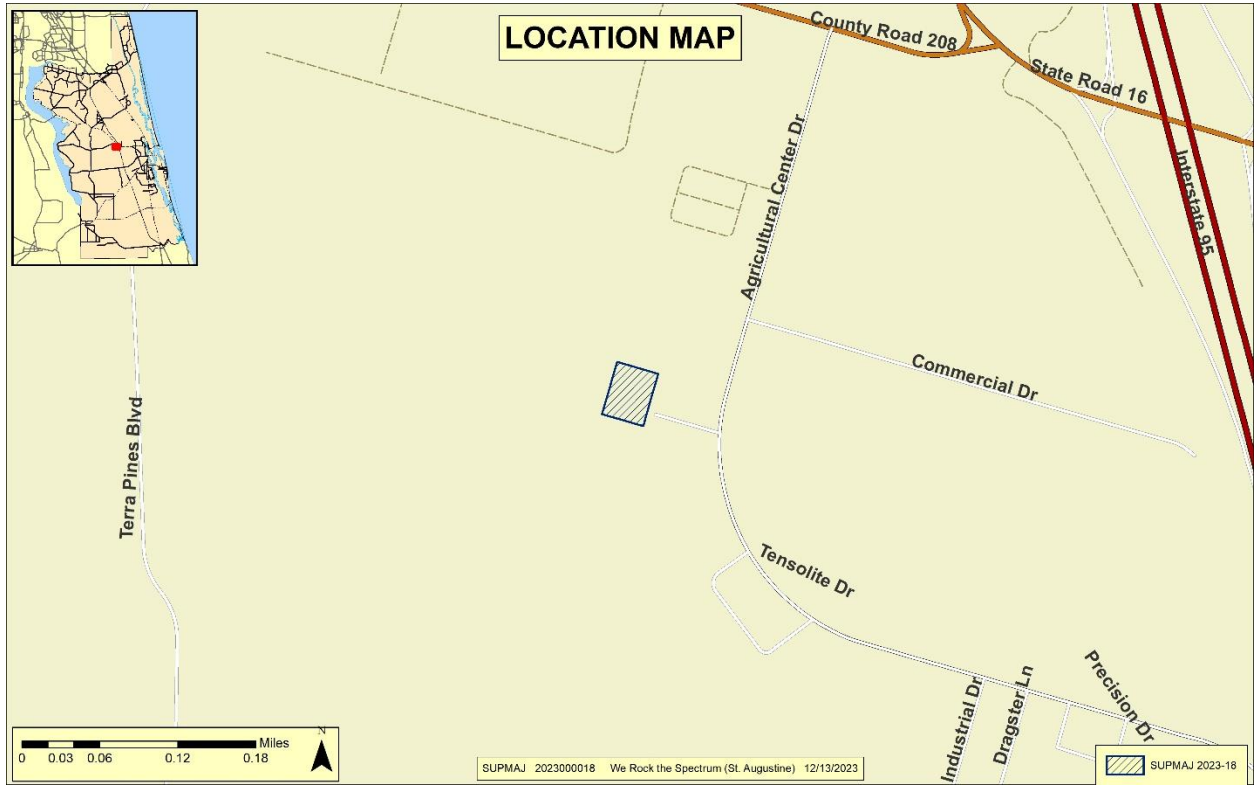 LOCATION MAP
County Road 208
State Road 16
Agricultural Center Dr
Interstate 95
Commercial Dr
Terra Pines Blvd
Tensolite Dr
Precision Dr
Industrial Dr
Dragster Ln
N
Miles
0 0.03 0.06 0.12 0.18
SUPMAJ 2023000018 We Rock the Spectrum (St. Augustine) 12/13/2023
SUPMAJ 2023-18